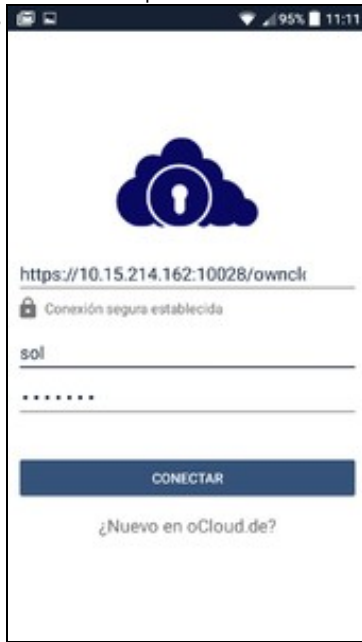 95% 11:11
https://10.15.214.162:10028/owncl
Conexión segura establecida
sol
•••••••
CONECTAR
¿Nuevo en oCloud.de?